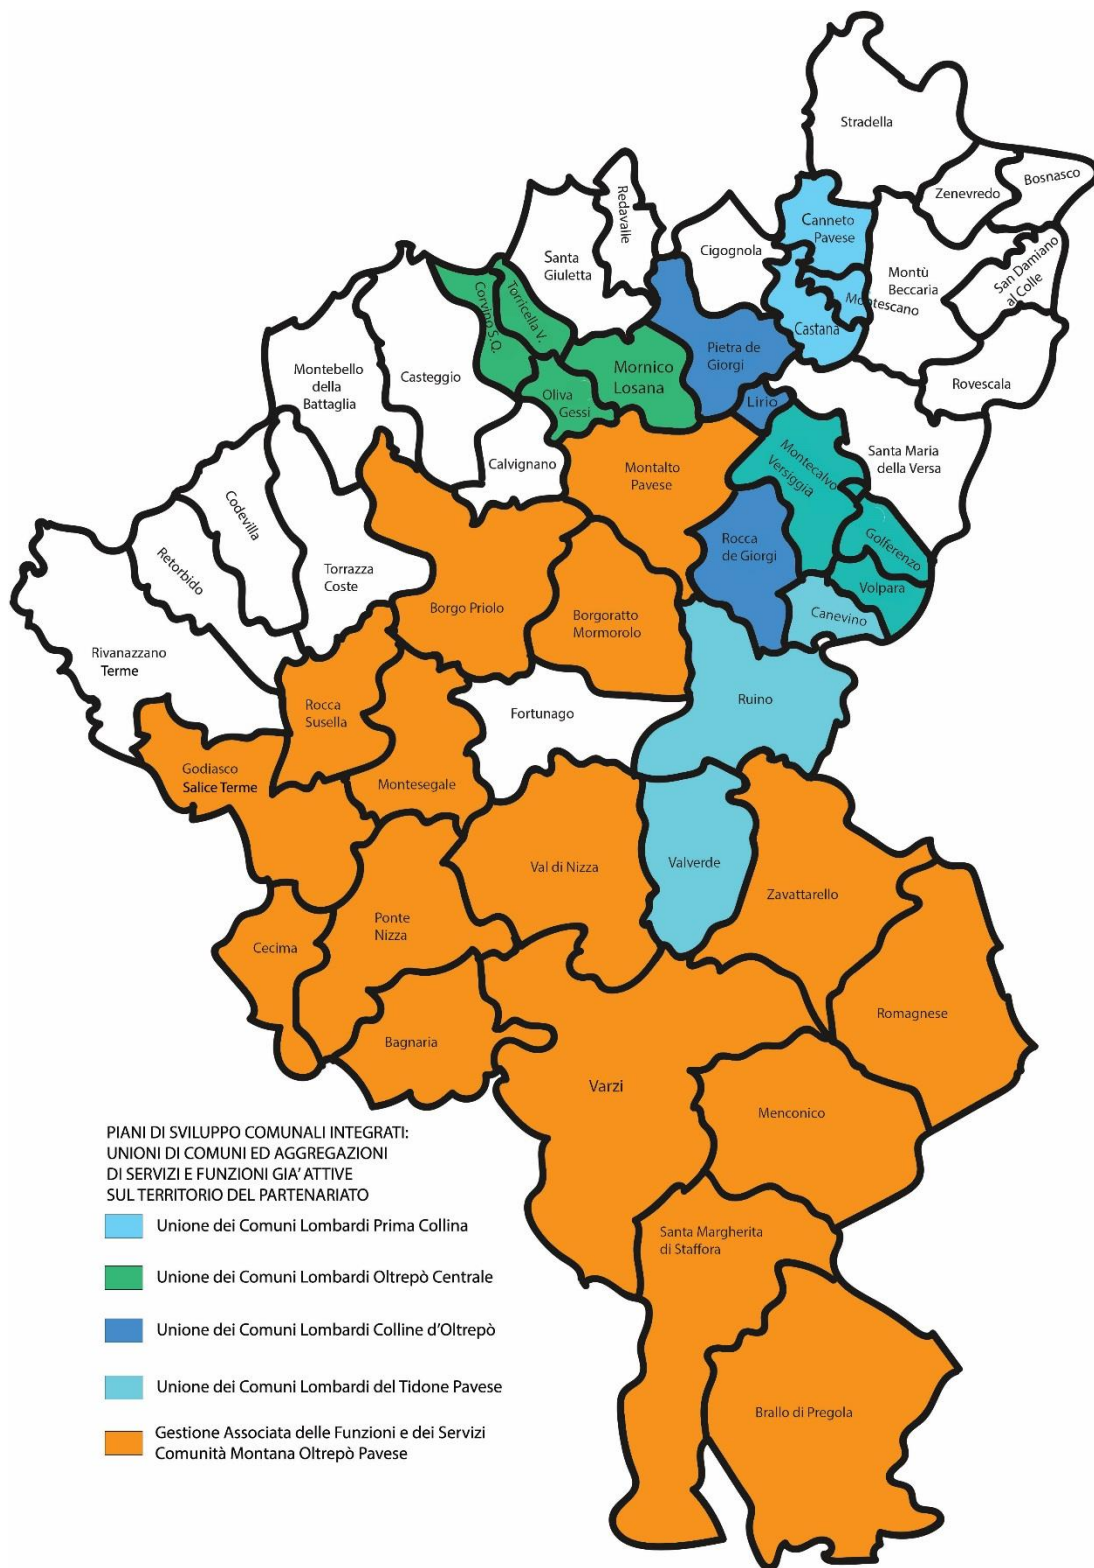 Stradella
Bosnasco
Zenevredo
Redavalle
Canneto
Pavese
Cigognola
Santa
Giuletta
San Damiano
al Colle
Montù
Beccaria
Montescano
Torricella V.
Corvino S.Q.
Castana
Pietra de
Giorgi
Mornico
Losana
Montebello
della
Battaglia
Casteggio
Rovescala
Oliva
Gessi
Lirio
Santa Maria
della Versa
Calvignano
Montalto
Pavese
Montecalvo
Versiggia
Codevilla
Retorbido
Torrazza
Coste
Rocca
de Giorgi
Golferenzo
Volpara
Borgo Priolo
Borgoratto
Mormorolo
Canevino
Rivanazzano
Terme
Rocca
Susella
Fortunago
Ruino
Godiasco
Salice Terme
Montesegale
Val di Nizza
Valverde
Zavattarello
Cecima
Ponte
Nizza
Romagnese
Bagnaria
Varzi
Menconico
Santa Margherita
di Staffora
Brallo di Pregola
PIANI DI SVILUPPO COMUNALI INTEGRATI:
UNIONI DI COMUNI ED AGGREGAZIONI
DI SERVIZI E FUNZIONI GIA’ ATTIVE
SUL TERRITORIO DEL PARTENARIATO
Unione dei Comuni Lombardi Prima Collina
Unione dei Comuni Lombardi Oltrepò Centrale
Unione dei Comuni Lombardi Colline d’Oltrepò
Unione dei Comuni Lombardi del Tidone Pavese
Gestione Associata delle Funzioni e dei Servizi
Comunità Montana Oltrepò Pavese